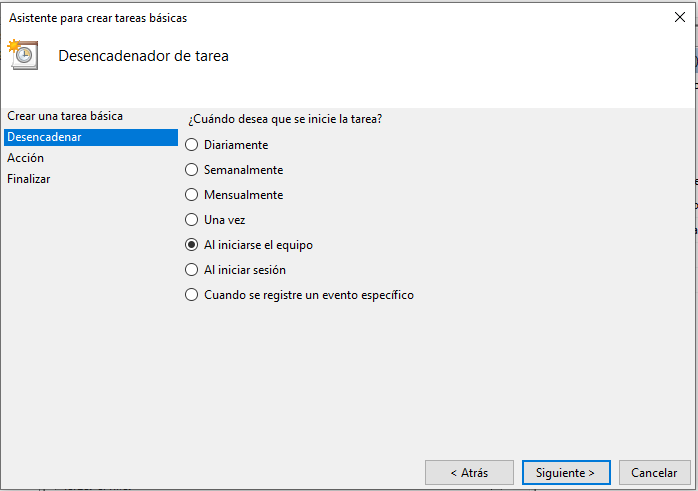 Asistente para crear tareas básicas
Desencadenador de tarea
Crear una tarea básica
Desencadenar
Acción
Finalizar
¿Cuándo desea que se inicie la tarea?
Diariamente
Semanalmente
Mensualmente
Una vez
Al iniciarse el equipo
Al iniciar sesión
Cuando se registre un evento específico
< Atrás
Siguiente >
Cancelar